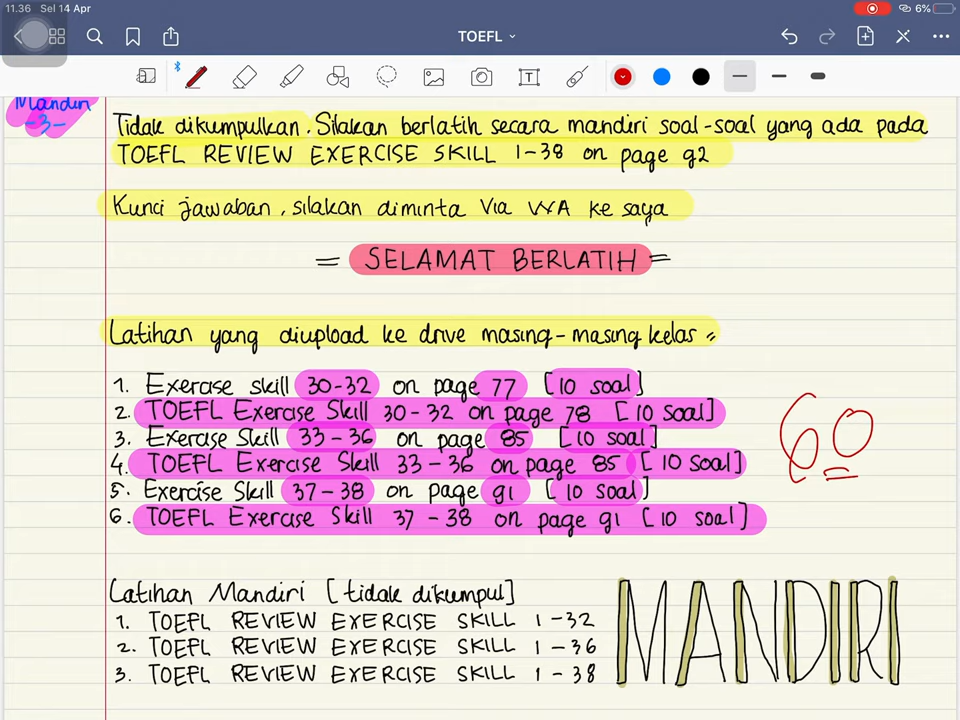 11.36 Sel 14 Apr
6%
TOEFL
Mandiri
-3-
Tidak dikumpulkan. Silakan berlatih secara mandiri soal-soal yang ada pada
TOEFL REVIEW EXERCISE SKILL 1-38 on page 92
Kunci jawaban, silakan diminta via WA ke saya
= SELAMAT BERLATIH =
Latihan yang diupload ke drive masing-masing kelas =
1. Exercise skill 30-32 on page 77 [10 soal]
2. TOEFL Exercise Skill 30-32 on page 78 [10 soal]
3. Exercise Skill 33-36 on page 85 [10 soal]
4. TOEFL Exercise Skill 33-36 on page 85 [10 soal]
5. Exercise Skill 37-38 on page 91 [10 soal]
6. TOEFL Exercise Skill 37-38 on page 91 [10 soal]
60
Latihan Mandiri [tidak dikumpul]
1. TOEFL REVIEW EXERCISE SKILL 1-32
2. TOEFL REVIEW EXERCISE SKILL 1-36
3. TOEFL REVIEW EXERCISE SKILL 1-38
MANDIRI